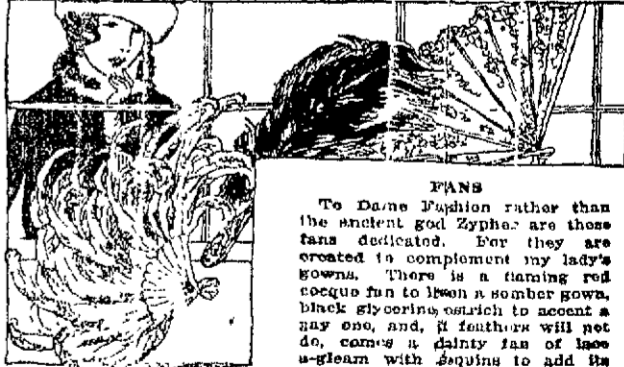 FANS
To Dame Fashion rather than
the ancient god Zypher are these
fans dedicated. For they are
created to complement my lady's
gowns. There is a flaming red
cocque fan to liven a somber gown,
black glycerine ostrich to accent a
gay one, and, if feathers will not
do, comes a dainty fan of lace
a-gleam with sequins to add its